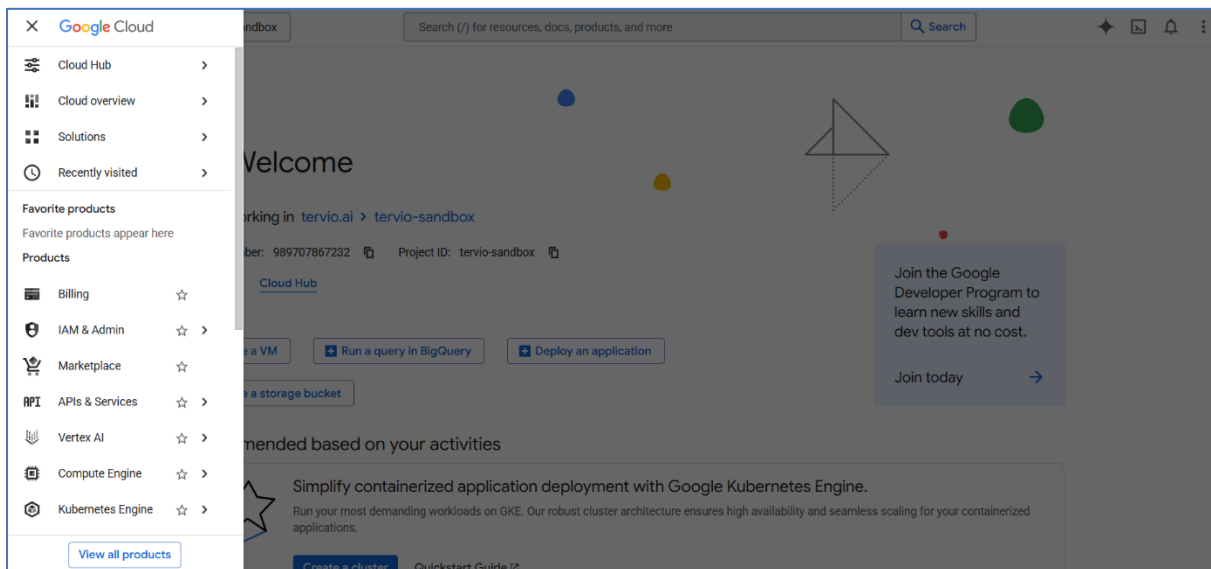 Google Cloud
ndbox
Search (/) for resources, docs, products, and more
Search
Cloud Hub
Cloud overview
Solutions
Recently visited
Favorite products
Favorite products appear here
Products
Billing
IAM & Admin
Marketplace
API APIs & Services
Vertex AI
Compute Engine
Kubernetes Engine
View all products
Velcome
rking in tervio.ai > tervio-sandbox
ber: 989707867232 Project ID: tervio-sandbox
Cloud Hub
e a VM
Run a query in BigQuery
Deploy an application
e a storage bucket
Join the Google
Developer Program to
learn new skills and
dev tools at no cost.
Join today
mended based on your activities
Simplify containerized application deployment with Google Kubernetes Engine.
Run your most demanding workloads on GKE. Our robust cluster architecture ensures high availability and seamless scaling for your containerized
applications.
Create a cluster
Quickstart Guide